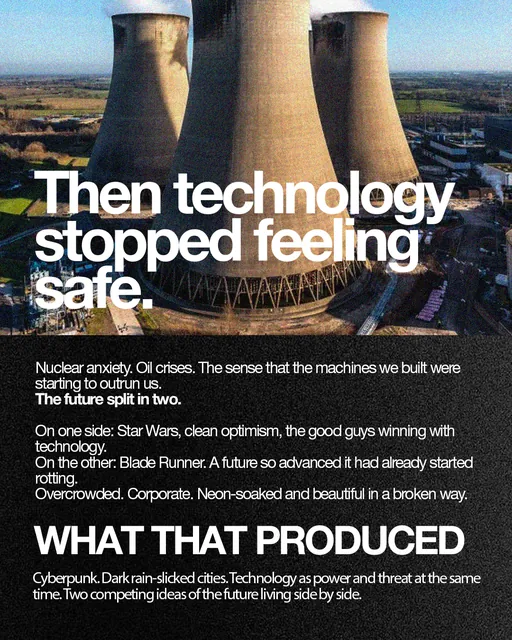 Then technology
stopped feeling
safe.
Nuclear anxiety. Oil crises. The sense that the machines we built were
starting to outrun us.
The future split in two.
On one side: Star Wars, clean optimism, the good guys winning with
technology.
On the other: Blade Runner. A future so advanced it had already started
rotting.
Overcrowded. Corporate. Neon-soaked and beautiful in a broken way.
WHAT THAT PRODUCED
Cyberpunk. Dark rain-slicked cities. Technology as power and threat at the same
time. Two competing ideas of the future living side by side.